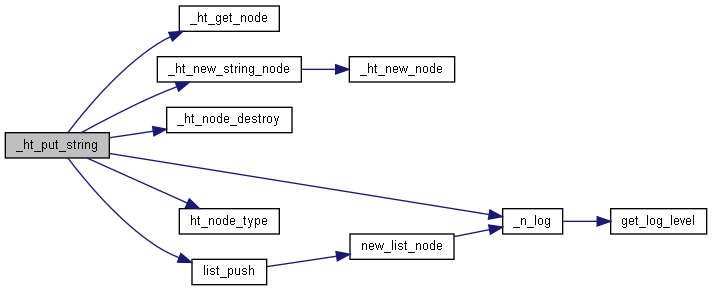 _ht_get_node
_ht_new_string_node
_ht_new_node
_ht_node_destroy
_ht_put_string
ht_node_type
_n_log
get_log_level
new_list_node
list_push